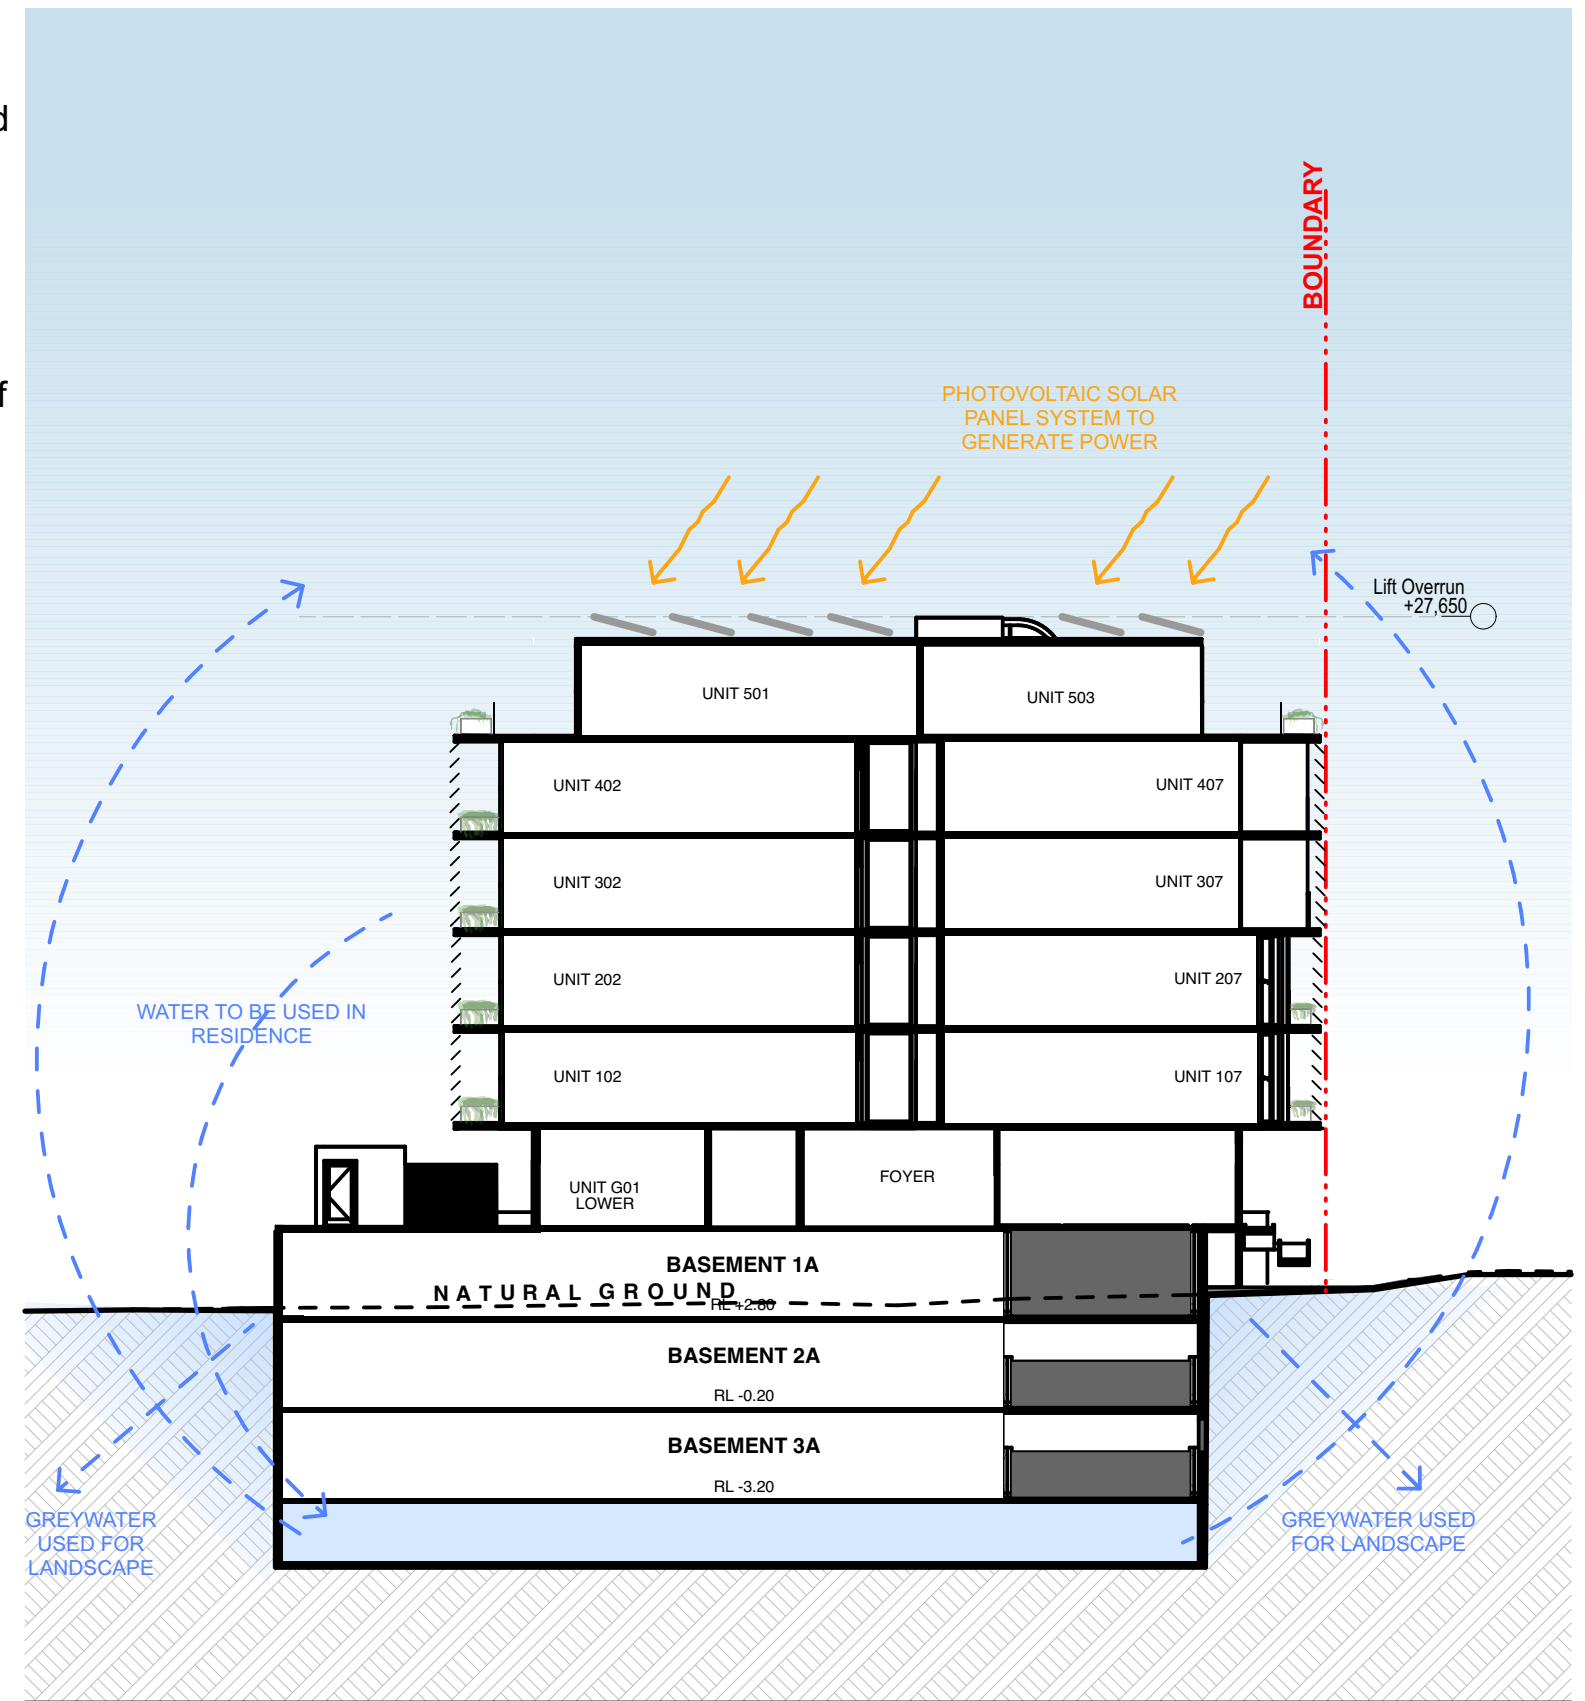 d
f
BOUNDARY
PHOTOVOLTAIC SOLAR
PANEL SYSTEM TO
GENERATE POWER
Lift Overrun
+27,650
UNIT 501
UNIT 503
UNIT 402
UNIT 407
UNIT 302
UNIT 307
UNIT 202
UNIT 207
WATER TO BE USED IN
RESIDENCE
UNIT 102
UNIT 107
UNIT G01
LOWER
FOYER
BASEMENT 1A
NATURAL GROUND
RL +2.80
BASEMENT 2A
RL -0.20
BASEMENT 3A
RL -3.20
GREYWATER
USED FOR
LANDSCAPE
GREYWATER USED
FOR LANDSCAPE